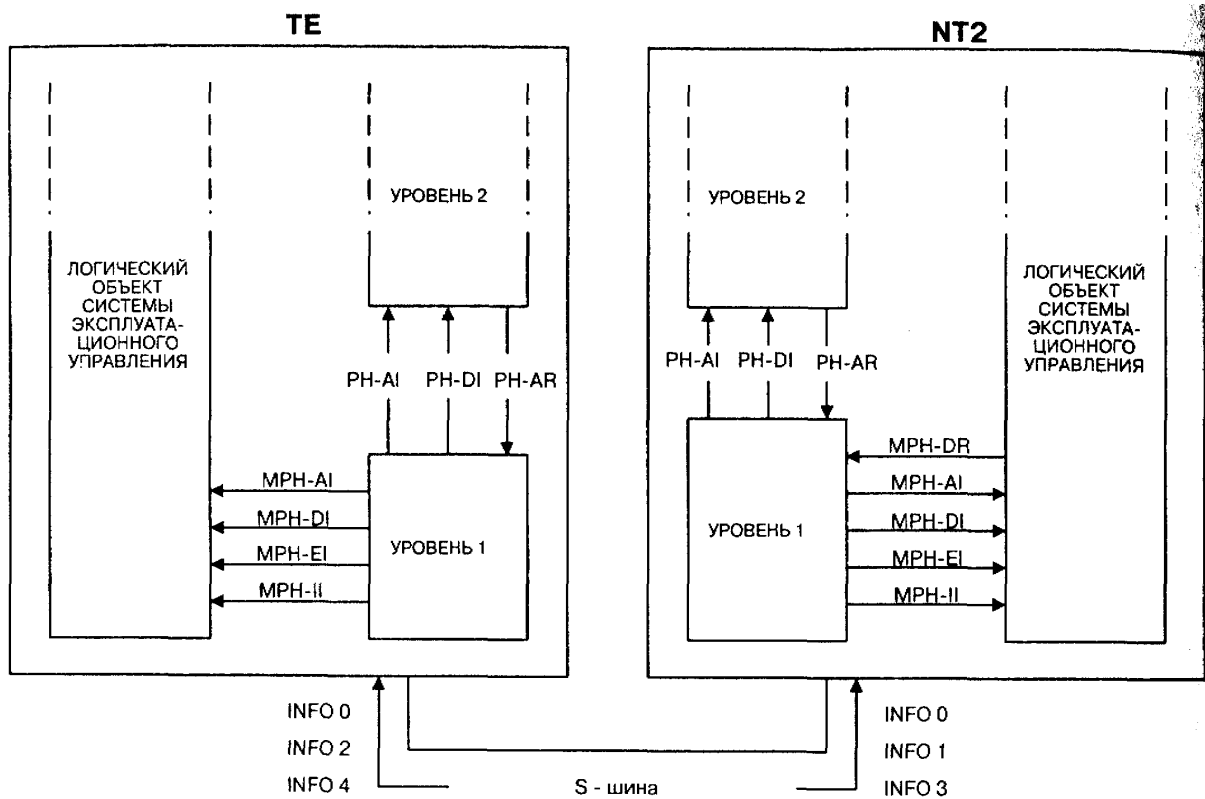 TE
УРОВЕНЬ 2
ЛОГИЧЕСКИЙ
ОБЪЕКТ
СИСТЕМЫ
ЭКСПЛУАТА-
ЦИОННОГО
УПРАВЛЕНИЯ
PH-AI PH-DI PH-AR
MPH-AI
MPH-DI
MPH-EI
MPH-II
УРОВЕНЬ 1
NT2
УРОВЕНЬ 2
ЛОГИЧЕСКИЙ
ОБЪЕКТ
СИСТЕМЫ
ЭКСПЛУАТА-
ЦИОННОГО
УПРАВЛЕНИЯ
PH-AI PH-DI PH-AR
MPH-DR
MPH-AI
MPH-DI
MPH-EI
MPH-II
УРОВЕНЬ 1
INFO 0
INFO 2
INFO 4
S - шина
INFO 0
INFO 1
INFO 3